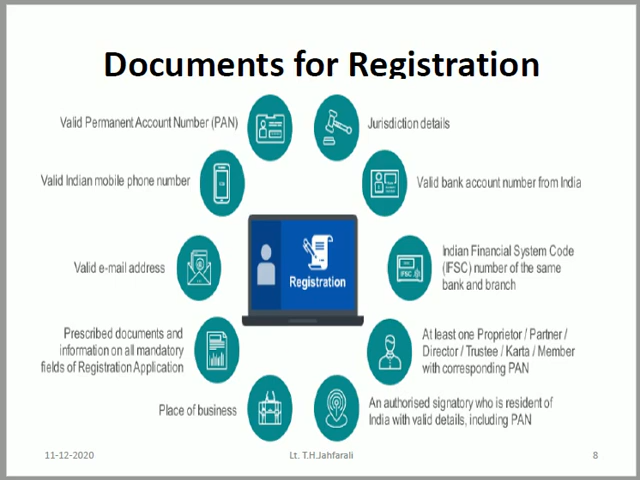 Documents for Registration
Valid Permanent Account Number (PAN)
Jurisdiction details
Valid Indian mobile phone number
Valid bank account number from India
Valid e-mail address
Indian Financial System Code
(IFSC) number of the same
bank and branch
IFSC
Registration
Prescribed documents and
information on all mandatory
fields of Registration Application
At least one Proprietor / Partner /
Director / Trustee / Karta / Member
with corresponding PAN
Place of business
An authorised signatory who is resident of
India with valid details, including PAN
11-12-2020
Lt. T.H.Jahfarali
8